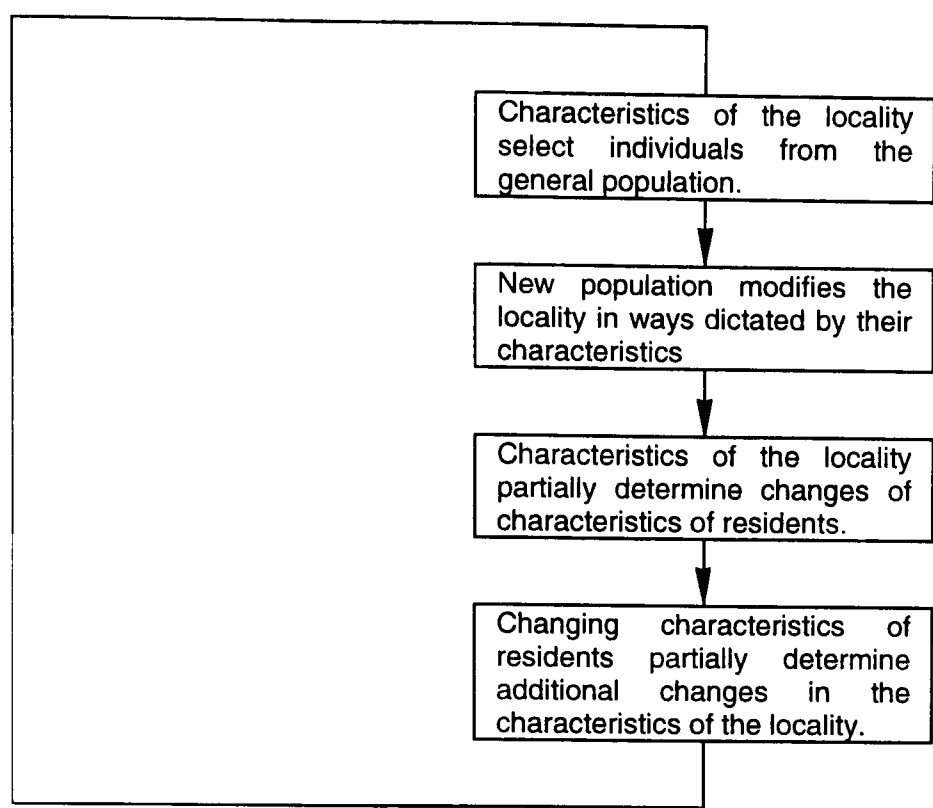 Characteristics of the locality
select individuals from the
general population.
New population modifies the
locality in ways dictated by their
characteristics
Characteristics of the locality
partially determine changes of
characteristics of residents.
Changing characteristics of
residents partially determine
additional changes in the
characteristics of the locality.